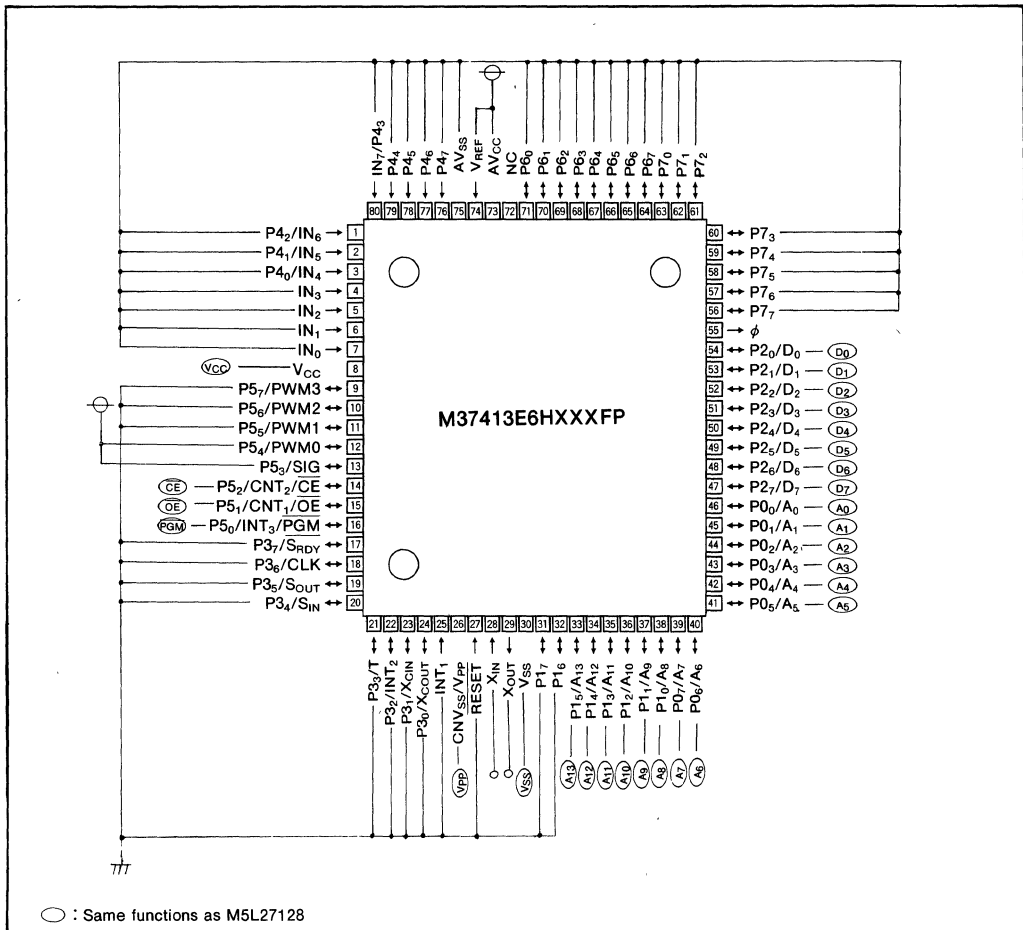 IN₇/P4₃
P4₄
P4₅
P4₆
P4₇
AVSS
VREF
AVCC
NC
P6₀
P6₁
P6₂
P6₃
P6₄
P6₅
P6₆
P6₇
P7₀
P7₁
P7₂
80 79 78 77 76 75 74 73 72 71 70 69 68 67 66 65 64 63 62 61
P4₂/IN₆ → 1
P4₁/IN₅ → 2
P4₀/IN₄ → 3
IN₃ → 4
IN₂ → 5
IN₁ → 6
IN₀ → 7
VCC VCC 8
P5₇/PWM3 ↔ 9
P5₆/PWM2 ↔ 10
P5₅/PWM1 ↔ 11
P5₄/PWM0 ↔ 12
P5₃/SIG ↔ 13
C̅E̅ P5₂/CNT₂/C̅E̅ ↔ 14
O̅E̅ P5₁/CNT₁/O̅E̅ ↔ 15
P̅G̅M̅ P5₀/INT₃/P̅G̅M̅ ↔ 16
P3₇/S̅R̅D̅Y̅ ↔ 17
P3₆/CLK ↔ 18
P3₅/SOUT ↔ 19
P3₄/SIN ↔ 20
M37413E6HXXXFP
60 ↔ P7₃
59 ↔ P7₄
58 ↔ P7₅
57 ↔ P7₆
56 ↔ P7₇
55 → ϕ
54 ↔ P2₀/D₀ D0
53 ↔ P2₁/D₁ D1
52 ↔ P2₂/D₂ D2
51 ↔ P2₃/D₃ D3
50 ↔ P2₄/D₄ D4
49 ↔ P2₅/D₅ D5
48 ↔ P2₆/D₆ D6
47 ↔ P2₇/D₇ D7
46 ↔ P0₀/A₀ A0
45 ↔ P0₁/A₁ A1
44 ↔ P0₂/A₂ A2
43 ↔ P0₃/A₃ A3
42 ↔ P0₄/A₄ A4
41 ↔ P0₅/A₅ A5
21 22 23 24 25 26 27 28 29 30 31 32 33 34 35 36 37 38 39 40
P3₃/T
P3₂/INT₂
P3₁/XCIN
P3₀/XCOUT
INT₁
CNVSS/VPP VPP
R̅E̅S̅E̅T̅
XIN
XOUT
VSS VSS
P1₇
P1₆
P1₅/A₁₃ A13
P1₄/A₁₂ A12
P1₃/A₁₁ A11
P1₂/A₁₀ A10
P1₁/A₉ A9
P1₀/A₈ A8
P0₇/A₇ A7
P0₆/A₆ A6
: Same functions as M5L27128